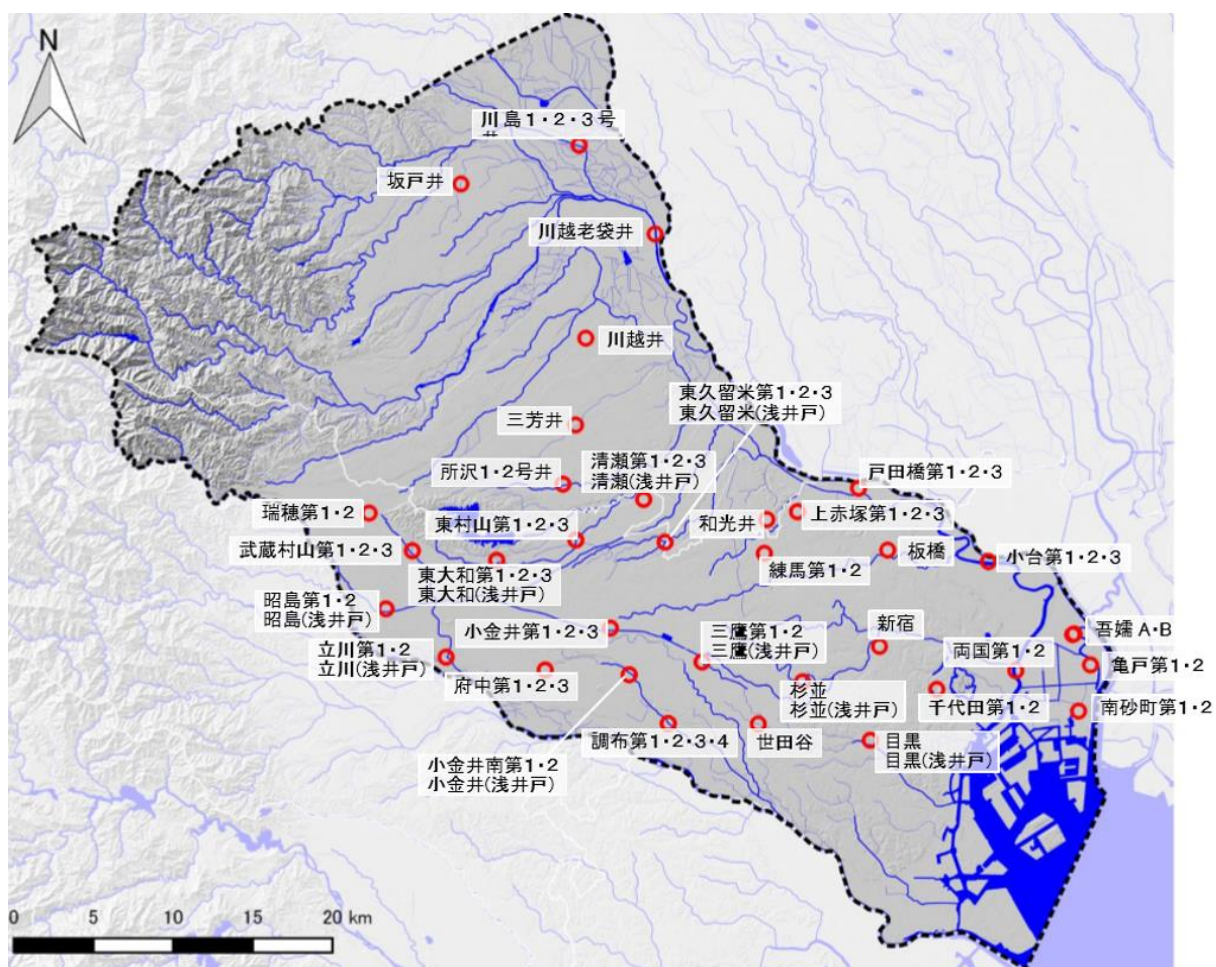 N
川島1・2・3号
井
坂戸井
川越老袋井
川越井
東久留米第1・2・3
東久留米(浅井戸)
三芳井
所沢1・2号井
清瀬第1・2・3
清瀬(浅井戸)
戸田橋第1・2・3
瑞穂第1・2
東村山第1・2・3
和光井
上赤塚第1・2・3
武蔵村山第1・2・3
東大和第1・2・3
東大和(浅井戸)
練馬第1・2
板橋
小台第1・2・3
昭島第1・2
昭島(浅井戸)
小金井第1・2・3
三鷹第1・2
三鷹(浅井戸)
新宿
両国第1・2
吾嬬A・B
亀戸第1・2
立川第1・2
立川(浅井戸)
府中第1・2・3
杉並
杉並(浅井戸)
千代田第1・2
南砂町第1・2
小金井南第1・2
小金井(浅井戸)
調布第1・2・3・4
世田谷
目黒
目黒(浅井戸)
0 5 10 15 20 km